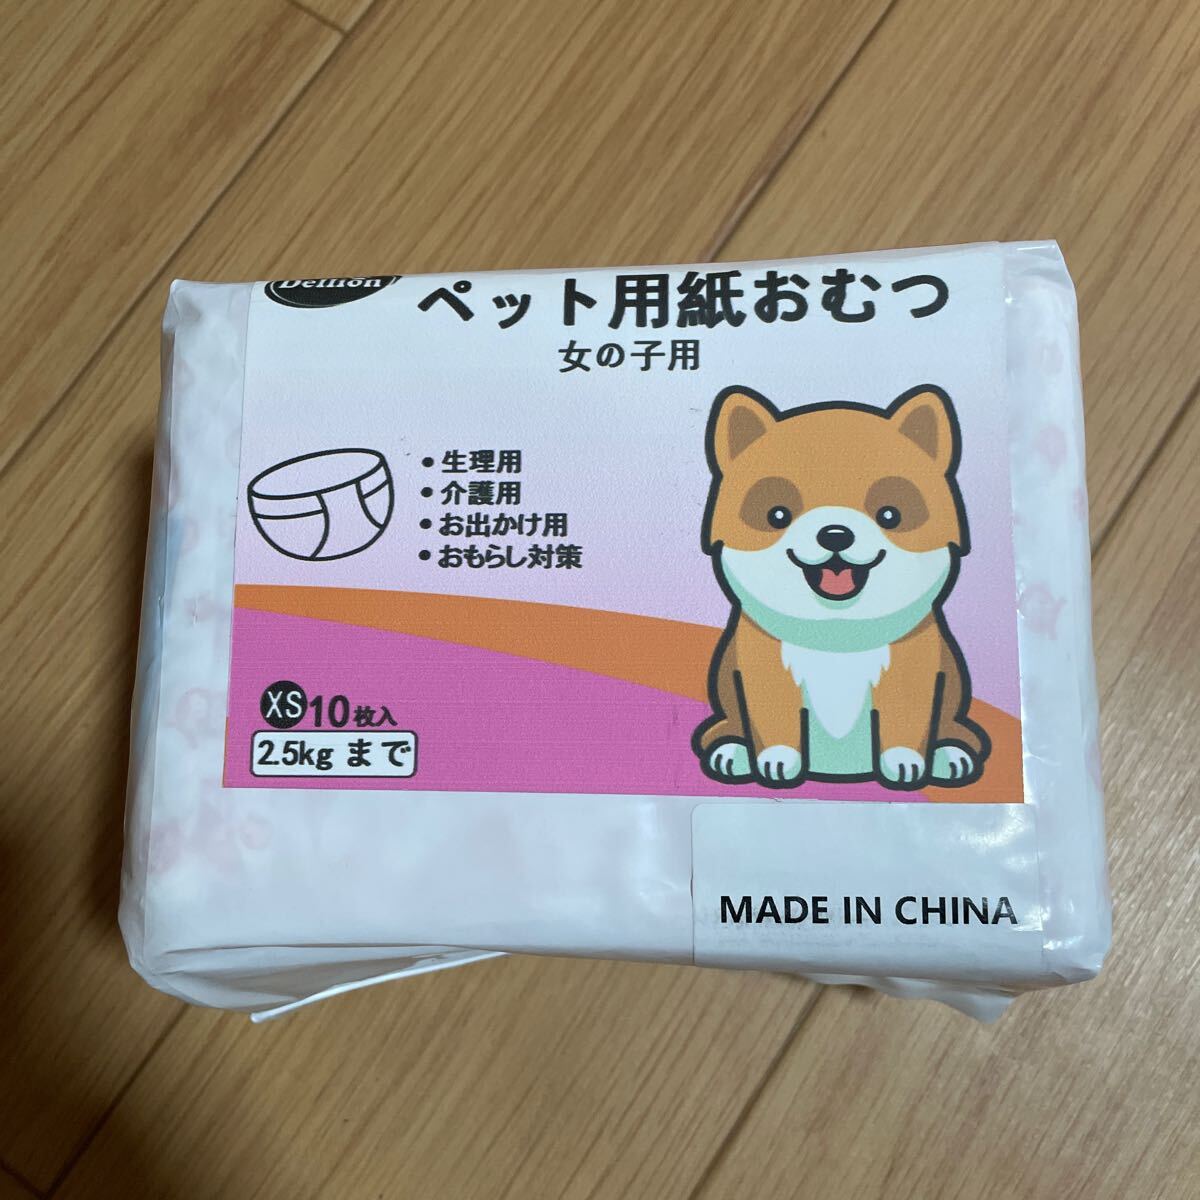 ペット用紙おむつ
女の子用
・生理用
・介護用
・お出かけ用
・おもらし対策
XS 10枚入
2.5kg まで
MADE IN CHINA